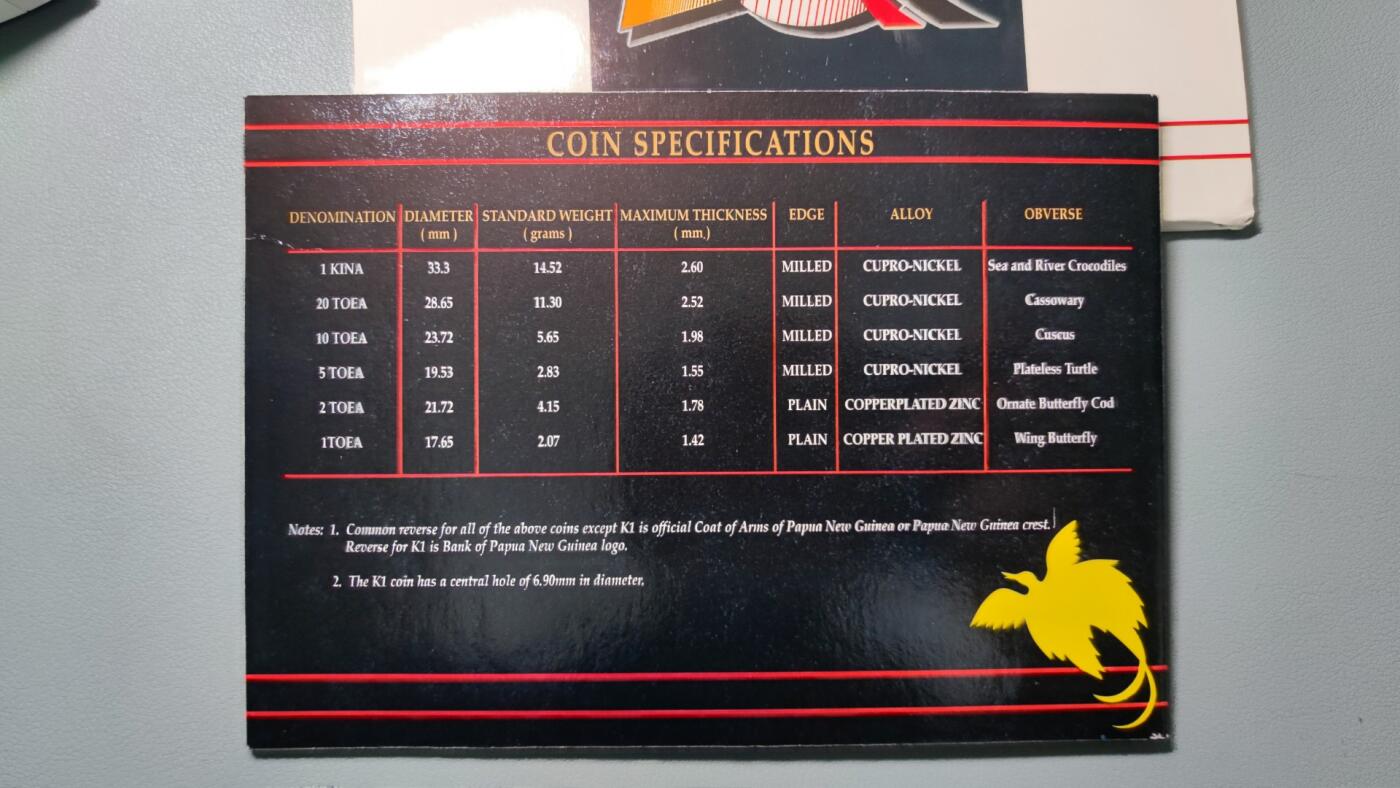 COIN SPECIFICATIONS
DENOMINATION DIAMETER STANDARD WEIGHT MAXIMUM THICKNESS EDGE ALLOY OBVERSE
( mm ) ( grams ) ( mm.)
1 KINA 33.3 14.52 2.60 MILLED CUPRO-NICKEL Sea and River Crocodiles
20 TOEA 28.65 11.30 2.52 MILLED CUPRO-NICKEL Cassowary
10 TOEA 23.72 5.65 1.98 MILLED CUPRO-NICKEL Cuscus
5 TOEA 19.53 2.83 1.55 MILLED CUPRO-NICKEL Plateless Turtle
2 TOEA 21.72 4.15 1.78 PLAIN COPPERPLATED ZINC Ornate Butterfly Cod
1TOEA 17.65 2.07 1.42 PLAIN COPPER PLATED ZINC Wing Butterfly
Notes: 1. Common reverse for all of the above coins except K1 is official Coat of Arms of Papua New Guinea or Papua New Guinea crest.
Reverse for K1 is Bank of Papua New Guinea logo.
2. The K1 coin has a central hole of 6.90mm in diameter.